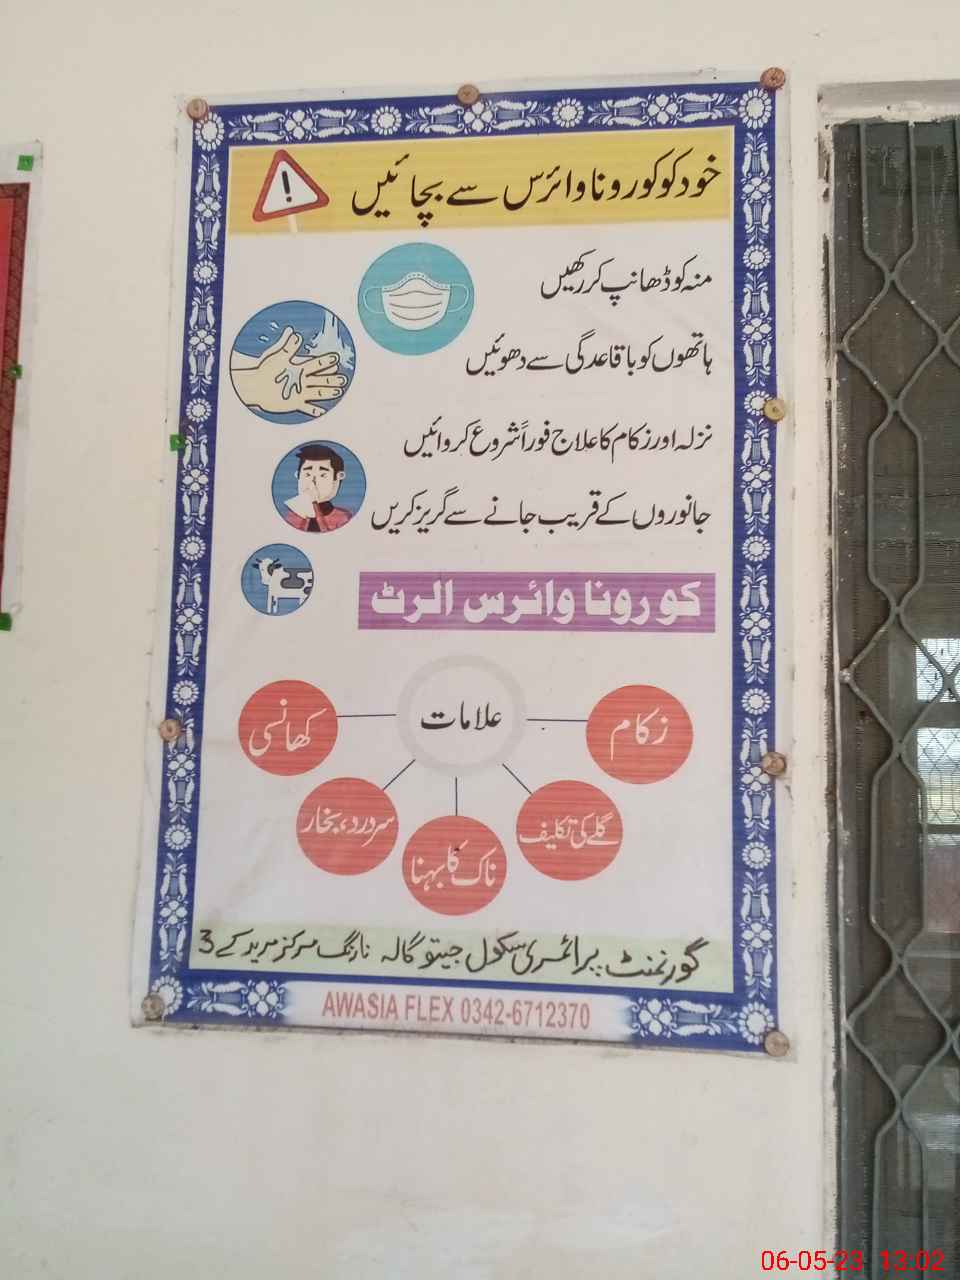 خود کو کورونا وائرس سے بچائیں
منہ کو ڈھانپ کر رکھیں
ہاتھوں کو باقاعدگی سے دھوئیں
نزلہ اور زکام کا علاج فوراً شروع کروائیں
جانوروں کے قریب جانے سے گریز کریں
کورونا وائرس الرٹ
علامات
زکام
گلے کی تکلیف
ناک کا بہنا
سر درد، بخار
کھانسی
گورنمنٹ پرائمری سکول جیتو گالہ نارنگ مرکز مریدکے 3
AWASIA FLEX 0342-6712370
06-05-23 13:02